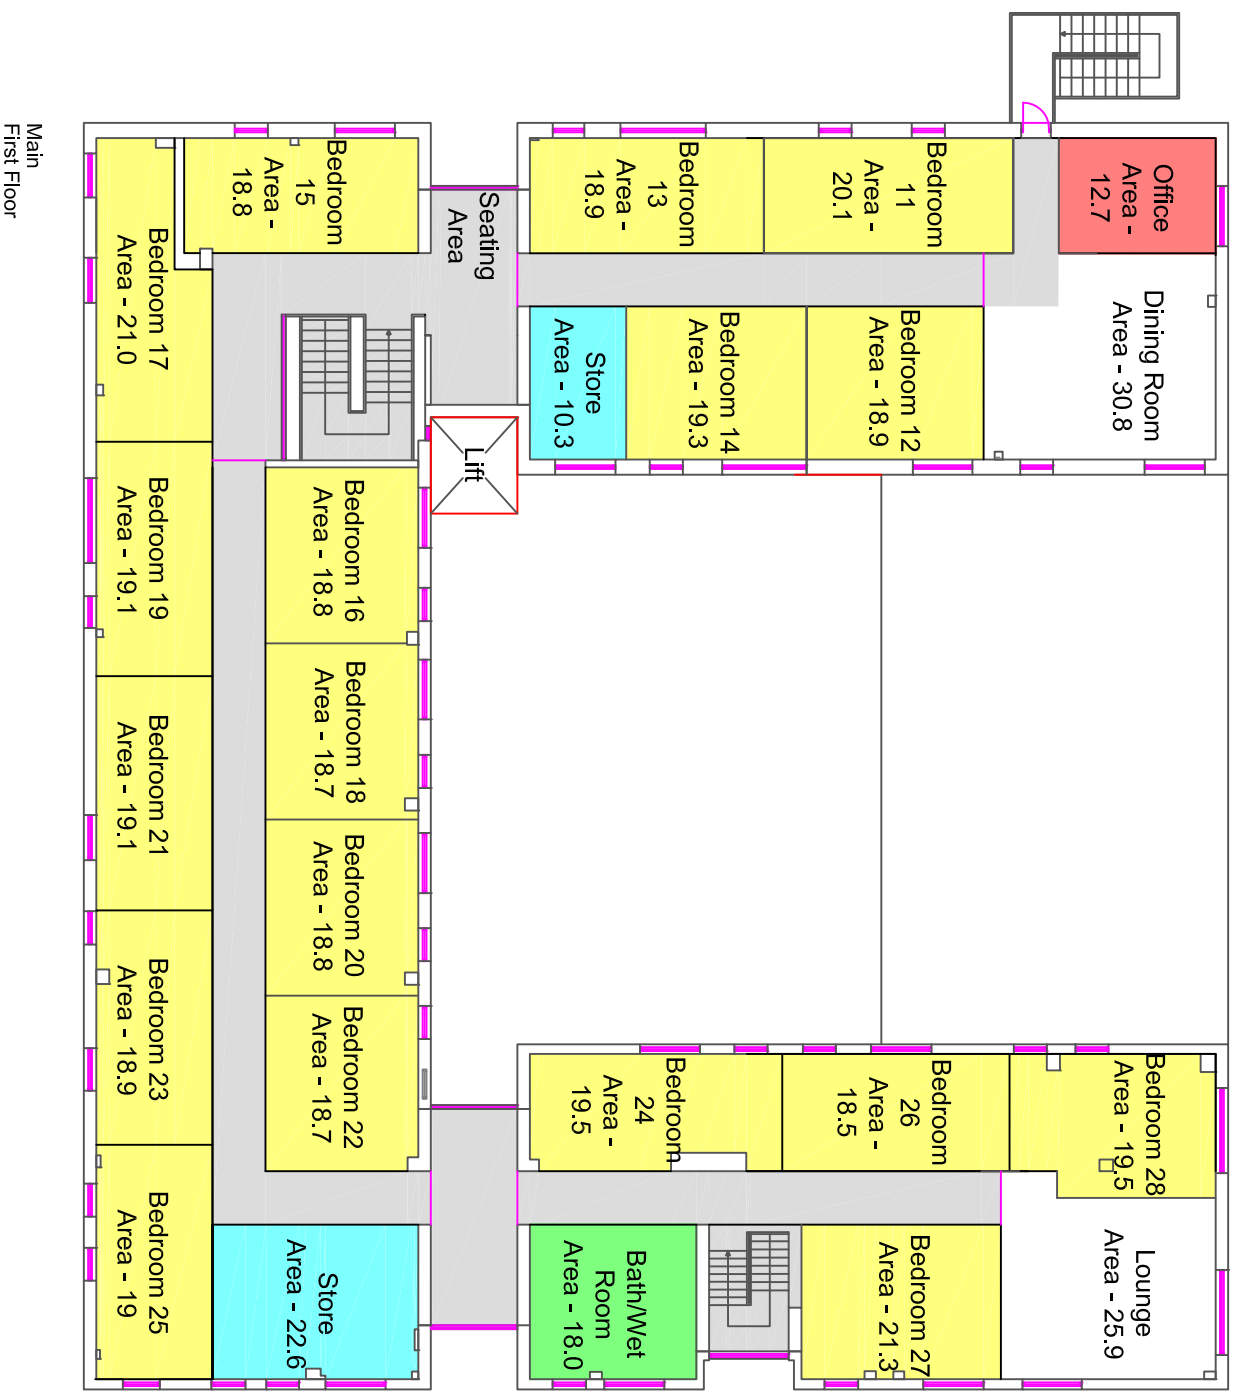 Main
First Floor
Bedroom
15
Area -
18.8
Seating
Area
Bedroom
13
Area -
18.9
Bedroom
11
Area -
20.1
Office
Area -
12.7
Bedroom 17
Area - 21.0
Store
Area - 10.3
Bedroom 14
Area - 19.3
Bedroom 12
Area - 18.9
Dining Room
Area - 30.8
Lift
Bedroom 19
Area - 19.1
Bedroom 16
Area - 18.8
Bedroom 18
Area - 18.7
Bedroom 21
Area - 19.1
Bedroom 20
Area - 18.8
Bedroom 23
Area - 18.9
Bedroom 22
Area - 18.7
Bedroom
24
Area -
19.5
Bedroom
26
Area -
18.5
Bedroom 28
Area - 19.5
Bedroom 25
Area - 19
Store
Area - 22.6
Bath/Wet
Room
Area - 18.0
Bedroom 27
Area - 21.3
Lounge
Area - 25.9